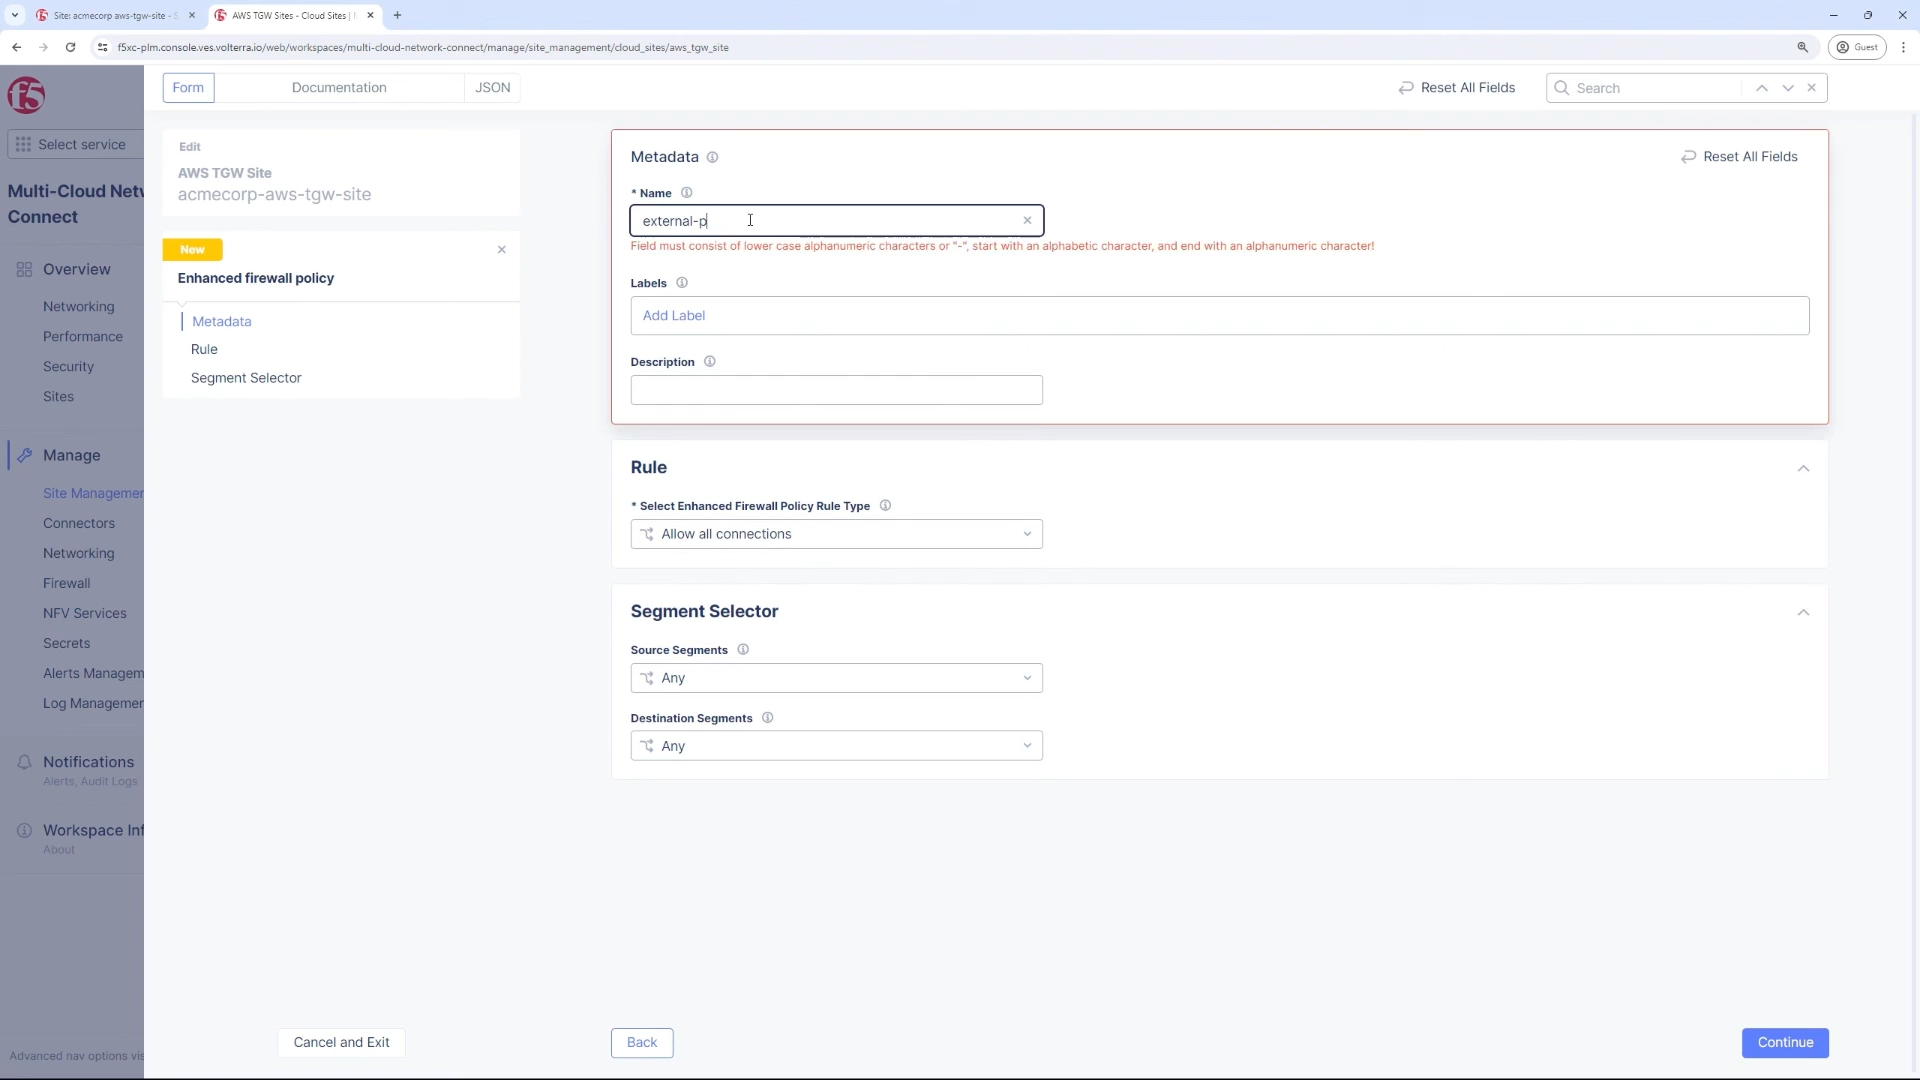 Site: acmecorp aws-tgw-site - S
AWS TGW Sites - Cloud Sites |
f5xc-plm.console.ves.volterra.io/web/workspaces/multi-cloud-network-connect/manage/site_management/cloud_sites/aws_tgw_site
Guest
f5
Form
Documentation
JSON
Reset All Fields
Search
Select service
Multi-Cloud Netw
Connect
Overview
Networking
Performance
Security
Sites
Manage
Site Managemen
Connectors
Networking
Firewall
NFV Services
Secrets
Alerts Managem
Log Managemen
Notifications
Alerts, Audit Logs
Workspace Inf
About
Advanced nav options vis
Edit
AWS TGW Site
acmecorp-aws-tgw-site
New
Enhanced firewall policy
Metadata
Rule
Segment Selector
Metadata
Reset All Fields
* Name
external-p
Field must consist of lower case alphanumeric characters or "-", start with an alphabetic character, and end with an alphanumeric character!
Labels
Add Label
Description
Rule
* Select Enhanced Firewall Policy Rule Type
Allow all connections
Segment Selector
Source Segments
Any
Destination Segments
Any
Cancel and Exit
Back
Continue